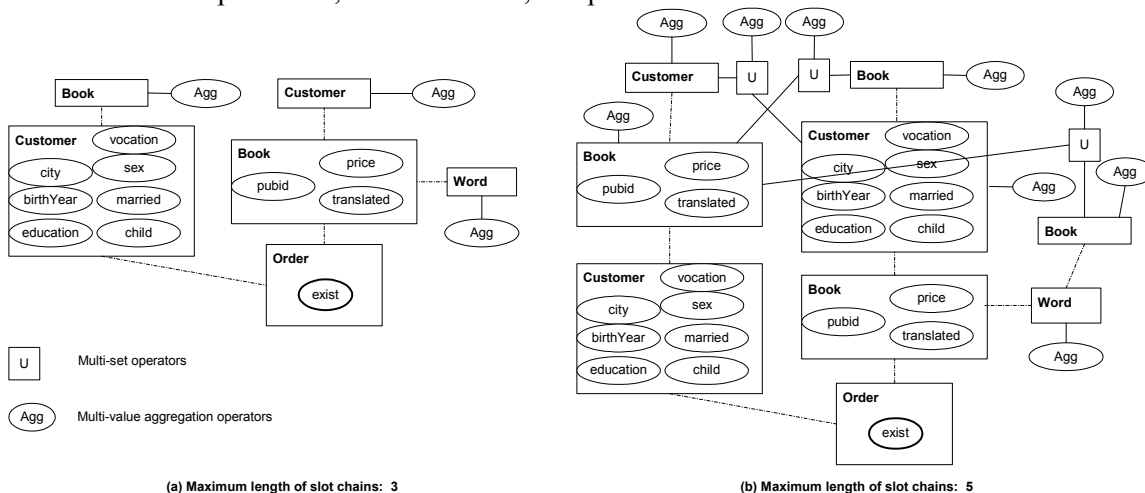 Agg
Agg
Agg
Book
Agg
Customer
Agg
Customer
U
U
Book
Agg
Agg
Customer
vocation
city
sex
birthYear
married
education
child
Book
price
pubid
translated
Word
Agg
Order
exist
Agg
Book
price
pubid
translated
Customer
vocation
city
sex
birthYear
married
education
child
Agg
U
Agg
Agg
Book
Customer
vocation
city
sex
birthYear
married
education
child
Book
price
pubid
translated
Word
Agg
Order
exist
U
Multi-set operators
Agg
Multi-value aggregation operators
(a) Maximum length of slot chains: 3
(b) Maximum length of slot chains: 5